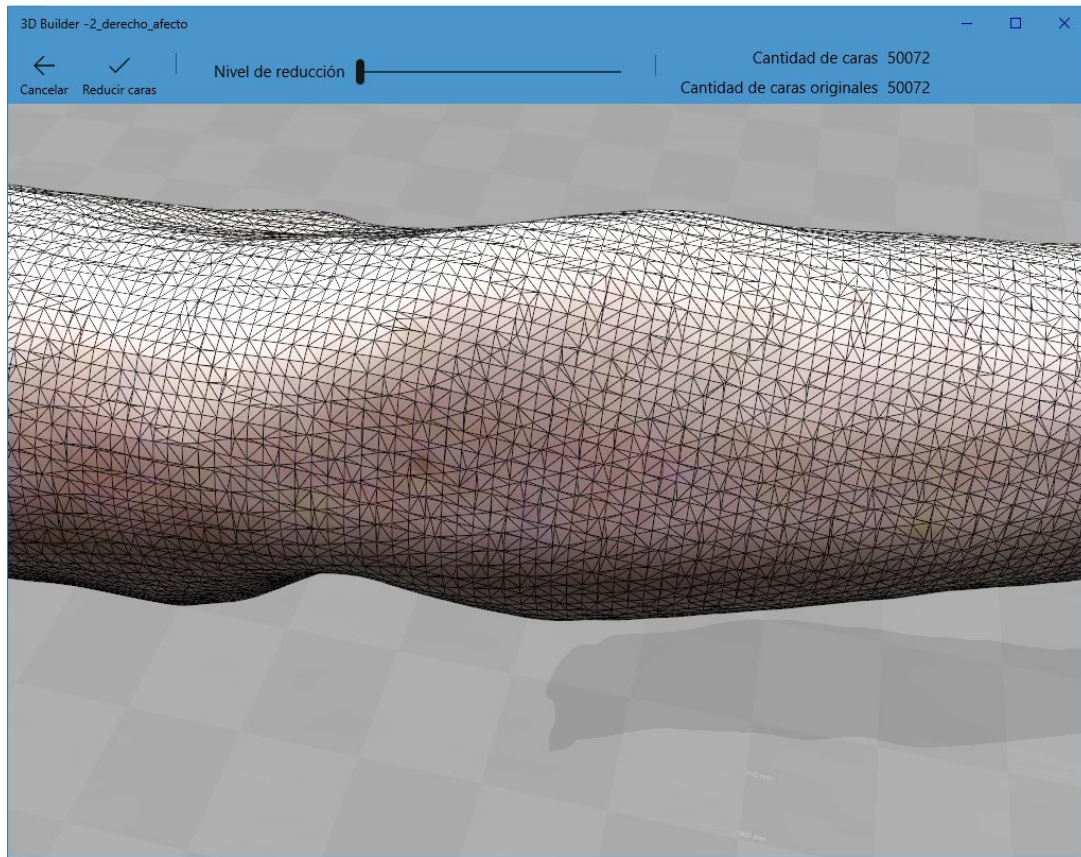 3D Builder -2_derecho_afecto
Cancelar
Reducir caras
Nivel de reducción
Cantidad de caras 50072
Cantidad de caras originales 50072